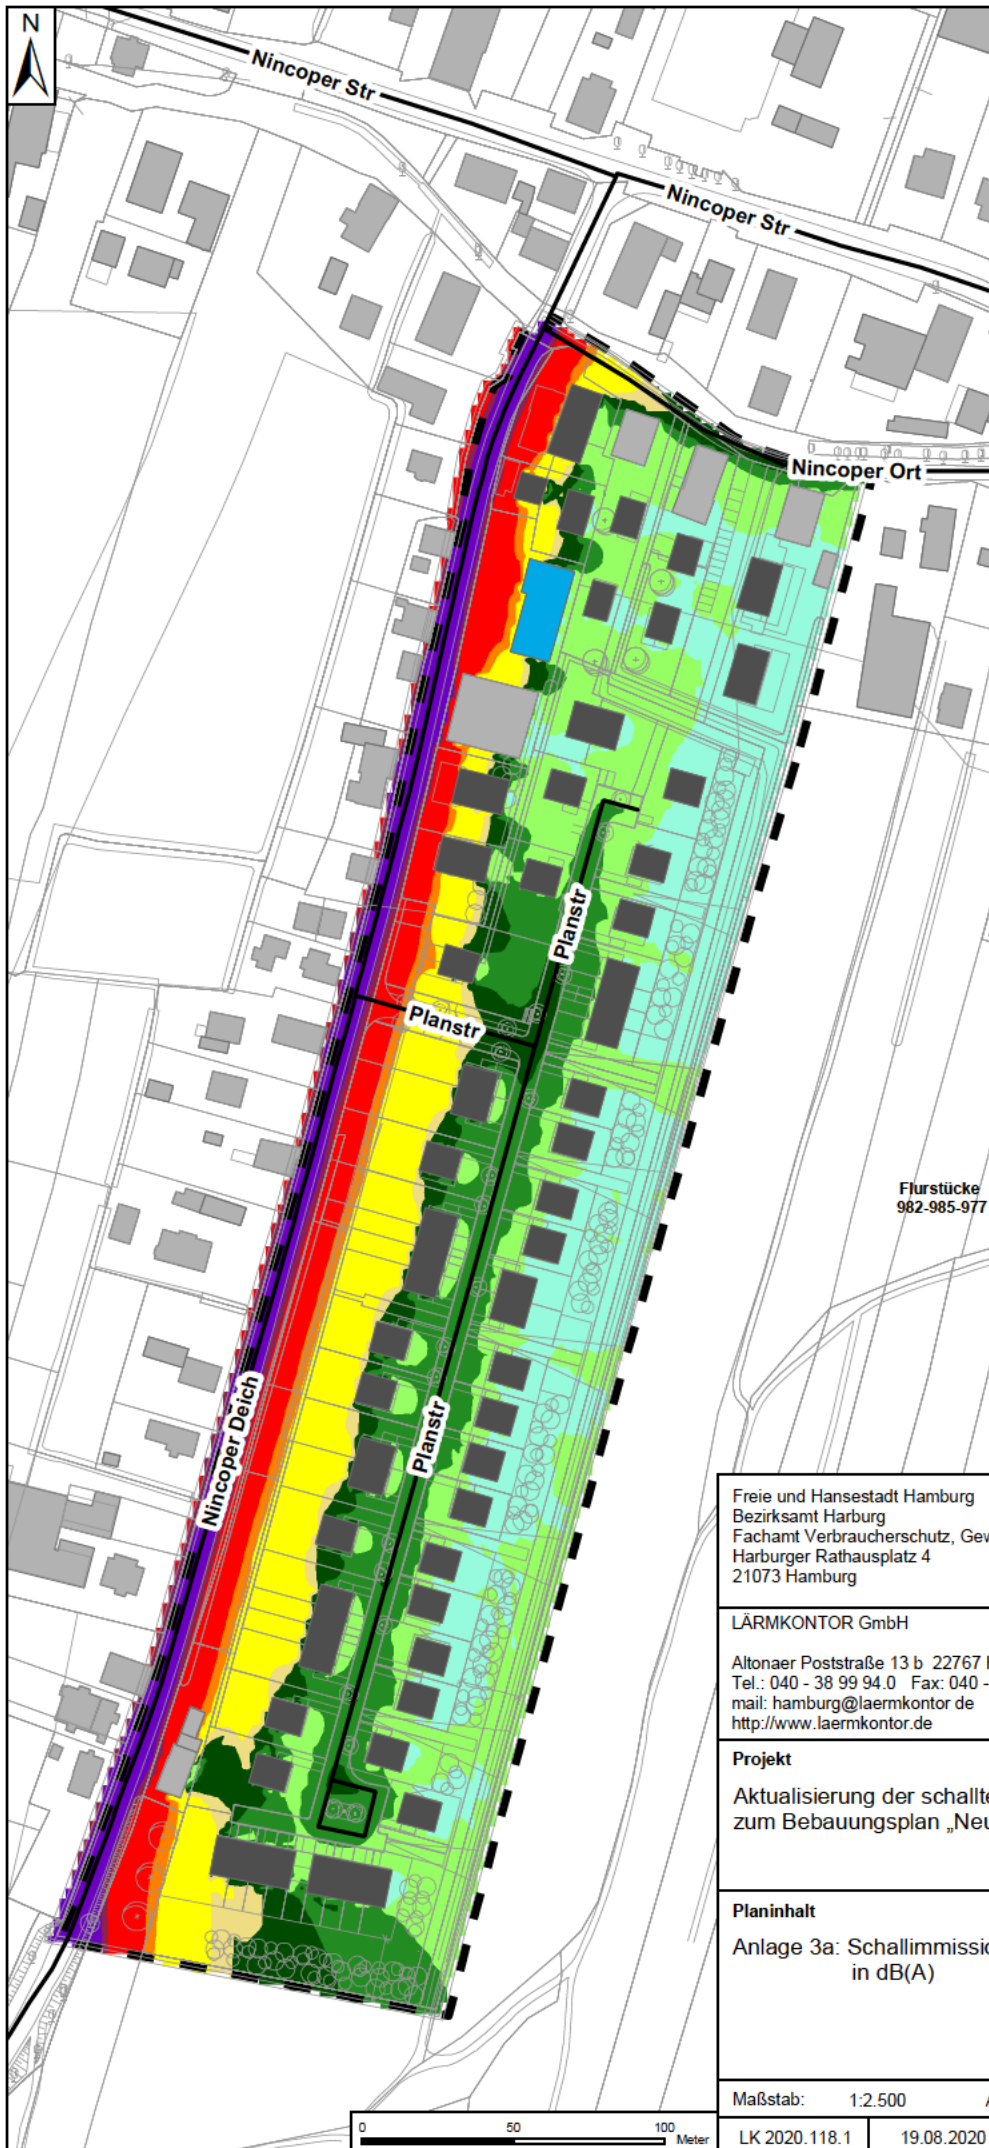 N
Nincoper Str
Nincoper Str
Nincoper Ort
Planstr
Planstr
Flurstücke
982-985-977
Nincoper Deich
Planstr
Freie und Hansestadt Hamburg
Bezirksamt Harburg
Fachamt Verbraucherschutz, Gew
Harburger Rathausplatz 4
21073 Hamburg
LÄRMKONTOR GmbH
Altonaer Poststraße 13 b 22767
Tel.: 040 - 38 99 94.0 Fax: 040 -
mail: hamburg@laermkontor de
http://www.laermkontor.de
Projekt
Aktualisierung der schallte
zum Bebauungsplan „Neu
Planinhalt
Anlage 3a: Schallimmissio
in dB(A)
Maßstab: 1:2.500
0 50 100
Meter
LK 2020.118.1 19.08.2020